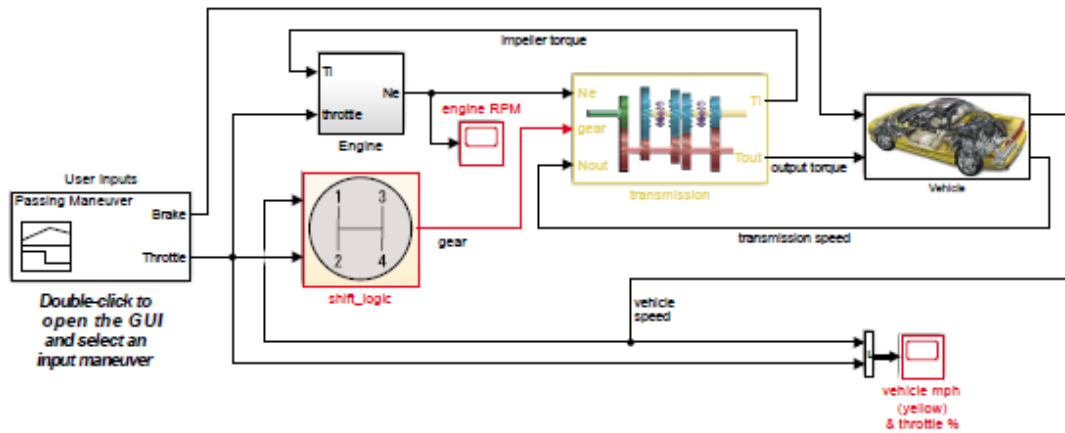 impeller torque
TI
Ne
throttle
Engine
engine RPM
Ne
gear
Nout
TI
Tout
transmission
output torque
Vehicle
transmission speed
User Inputs
Passing Maneuver
Brake
Throttle
Double-click to
open the GUI
and select an
input maneuver
1 3
2 4
shift_logic
gear
vehicle
speed
vehicle mph
(yellow)
& throttle %